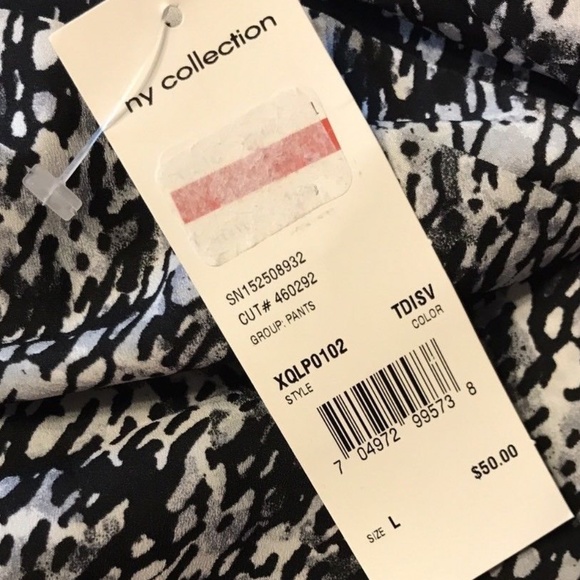 ny collection
SN152508932
CUT# 460292
GROUP: PANTS
XQLP0102 TDISV
STYLE COLOR
7 04972 99573 8
SIZE L $50.00